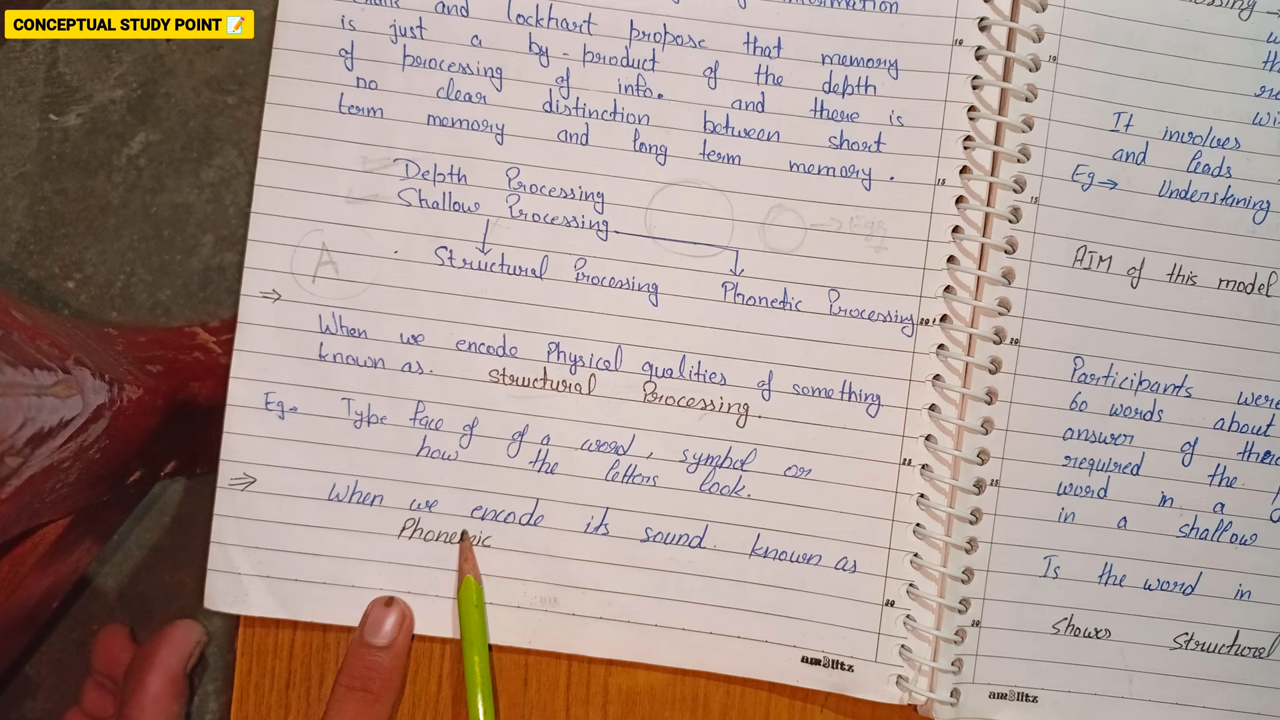 CONCEPTUAL STUDY POINT 📝
and lockhart propose that memory
is just a by-product of the depth
of processing of info. and there is
no clear distinction between short
term memory and long term memory.
Depth Processing
Shallow Processing
Structural Processing Phonetic Processing
A
⇒
When we encode Physical qualities of something
known as. Structural Processing.
Eg→ Type face of of a word, symbol or
how the letters look.
⇒ When we encode its sound. known as
Phonemic
am3litz
It involves
and leads
Eg⇒ Understaning
AIM of this model
Participants were
60 words about
answer of
required the
word in a
in a shallow
Is the word in
Shows Structural
am3litz